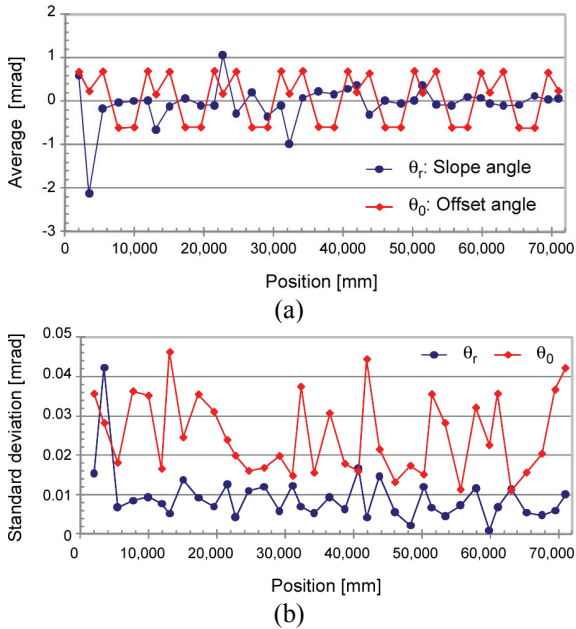 2
1
0
-1
-2
-3
Average [mrad]
θr: Slope angle
θ0: Offset angle
0 10,000 20,000 30,000 40,000 50,000 60,000 70,000
Position [mm]
(a)
0.05
0.04
0.03
0.02
0.01
0
Standard deviation [mrad]
θr θ0
0 10,000 20,000 30,000 40,000 50,000 60,000 70,000
Position [mm]
(b)